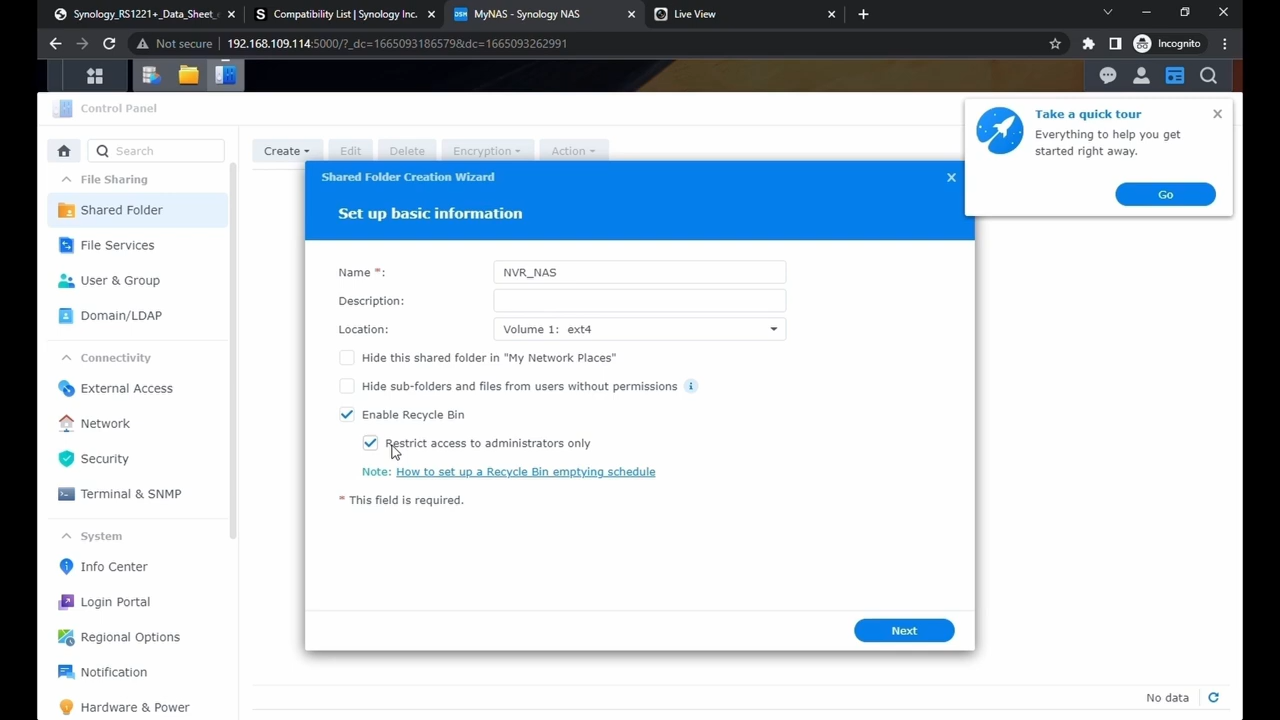 Synology_RS1221+_Data_Sheet_
Compatibility List | Synology Inc.
DSM
MyNAS - Synology NAS
Live View
Not secure
192.168.109.114:5000/?_dc=1665093186579&dc=1665093262991
Incognito
Control Panel
Take a quick tour
Everything to help you get
started right away.
Go
Search
Create
Edit
Delete
Encryption
Action
File Sharing
Shared Folder
File Services
User & Group
Domain/LDAP
Connectivity
External Access
Network
Security
Terminal & SNMP
System
Info Center
Login Portal
Regional Options
Notification
Hardware & Power
Shared Folder Creation Wizard
Set up basic information
Name *:
NVR_NAS
Description:
Location:
Volume 1:  ext4
Hide this shared folder in "My Network Places"
Hide sub-folders and files from users without permissions
Enable Recycle Bin
Restrict access to administrators only
Note: How to set up a Recycle Bin emptying schedule
* This field is required.
Next
No data